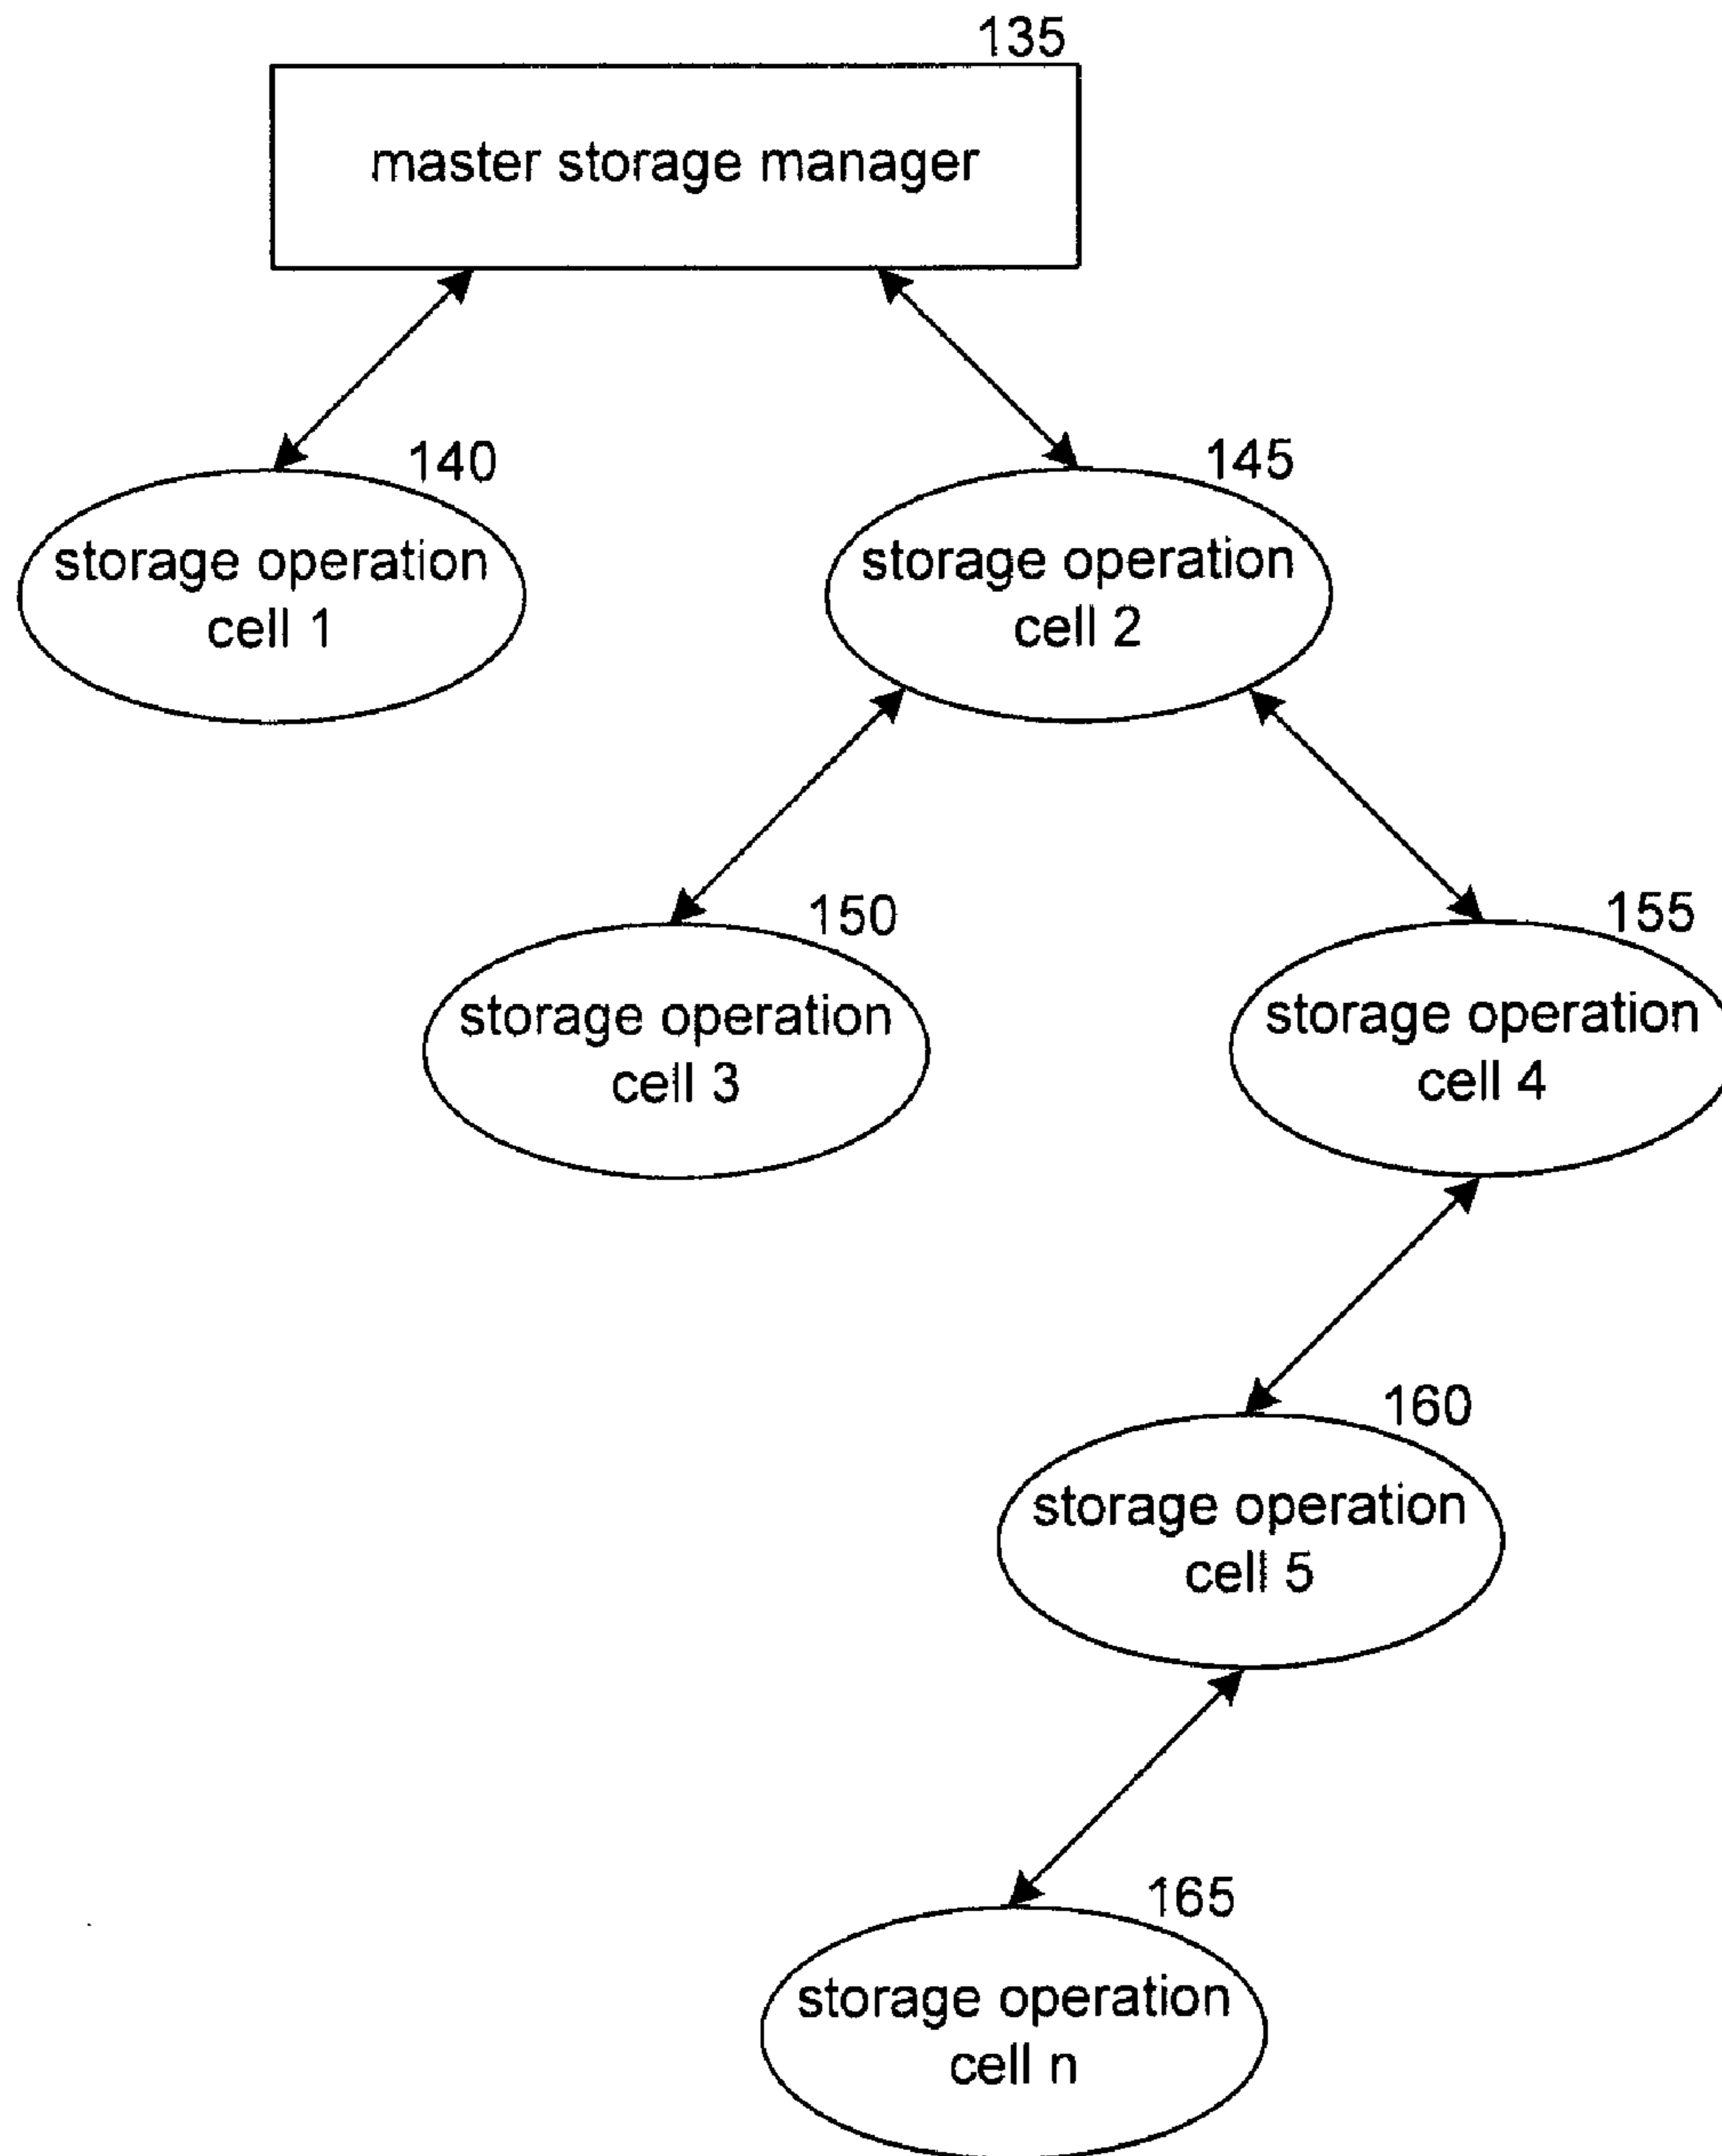 135
master storage manager
140
145
storage operation
cell 1
storage operation
cell 2
150
155
storage operation
cell 3
storage operation
cell 4
160
storage operation
cell 5
165
storage operation
cell n